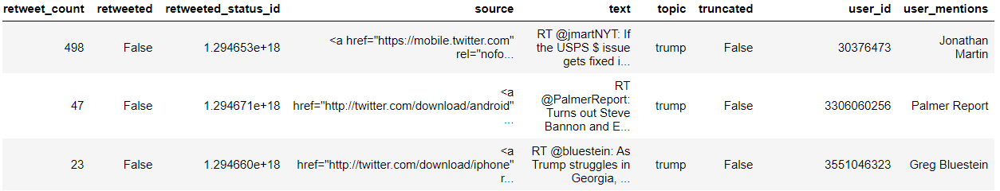 retweet_count retweeted retweeted_status_id source text topic truncated user_id user_mentions
498 False 1.294653e+18 <a href="https://mobile.twitter.com" rel="nofo... RT @jmartNYT: If the USPS $ issue gets fixed i... trump False 30376473 Jonathan Martin
47 False 1.294671e+18 <a href="http://twitter.com/download/android" ... RT @PalmerReport: Turns out Steve Bannon and E... trump False 3306060256 Palmer Report
23 False 1.294660e+18 <a href="http://twitter.com/download/iphone" r... RT @bluestein: As Trump struggles in Georgia, ... trump False 3551046323 Greg Bluestein